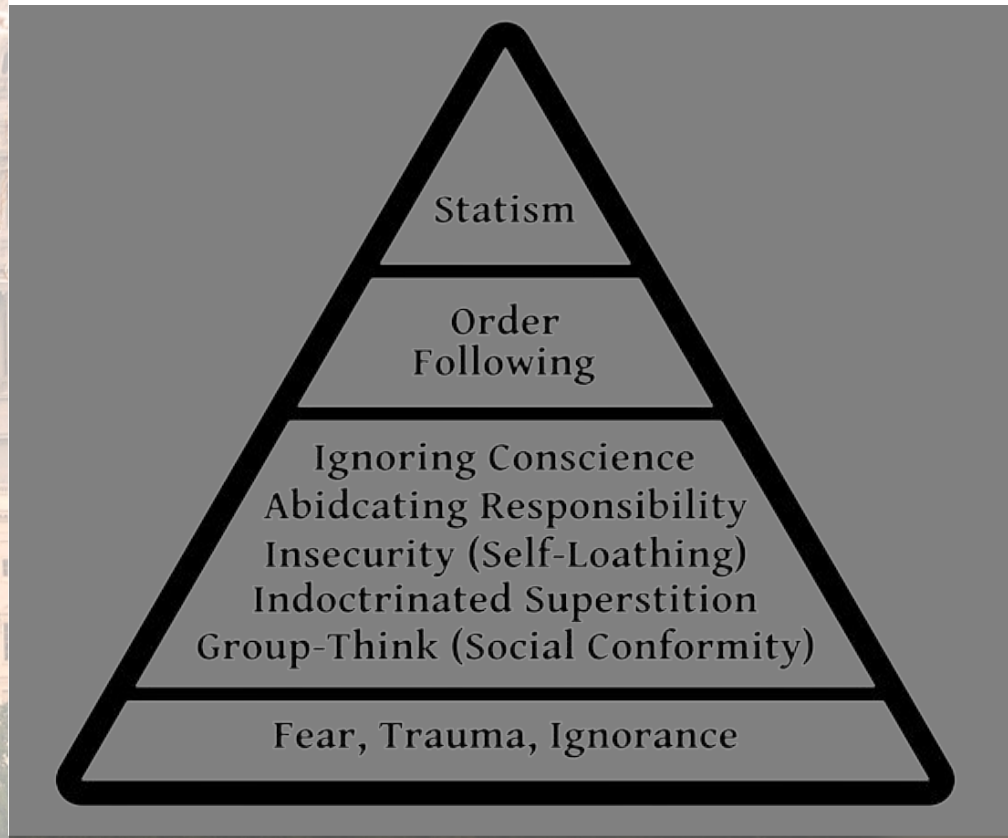 Statism
Order
Following
Ignoring Conscience
Abidcating Responsibility
Insecurity (Self-Loathing)
Indoctrinated Superstition
Group-Think (Social Conformity)
Fear, Trauma, Ignorance